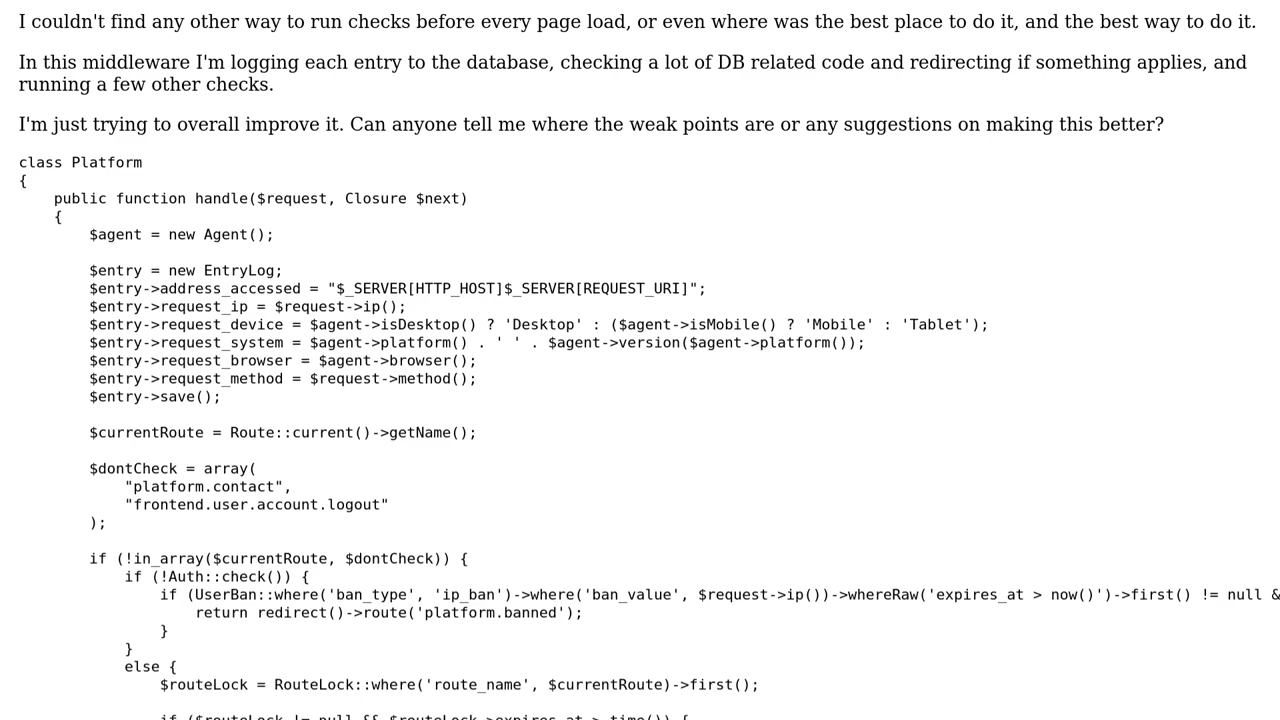 I couldn't find any other way to run checks before every page load, or even where was the best place to do it, and the best way to do it.
In this middleware I'm logging each entry to the database, checking a lot of DB related code and redirecting if something applies, and
running a few other checks.
I'm just trying to overall improve it. Can anyone tell me where the weak points are or any suggestions on making this better?
class Platform
{
    public function handle($request, Closure $next)
    {
        $agent = new Agent();
        $entry = new EntryLog;
        $entry->address_accessed = "$_SERVER[HTTP_HOST]$_SERVER[REQUEST_URI]";
        $entry->request_ip = $request->ip();
        $entry->request_device = $agent->isDesktop() ? 'Desktop' : ($agent->isMobile() ? 'Mobile' : 'Tablet');
        $entry->request_system = $agent->platform() . ' ' . $agent->version($agent->platform());
        $entry->request_browser = $agent->browser();
        $entry->request_method = $request->method();
        $entry->save();
        $currentRoute = Route::current()->getName();
        $dontCheck = array(
            "platform.contact",
            "frontend.user.account.logout"
        );
        if (!in_array($currentRoute, $dontCheck)) {
            if (!Auth::check()) {
                if (UserBan::where('ban_type', 'ip_ban')->where('ban_value', $request->ip())->whereRaw('expires_at > now()')->first() != null &
                    return redirect()->route('platform.banned');
                }
            }
            else {
                $routeLock = RouteLock::where('route_name', $currentRoute)->first();
                if ($routeLock != null && $routeLock->expires_at > time()) {